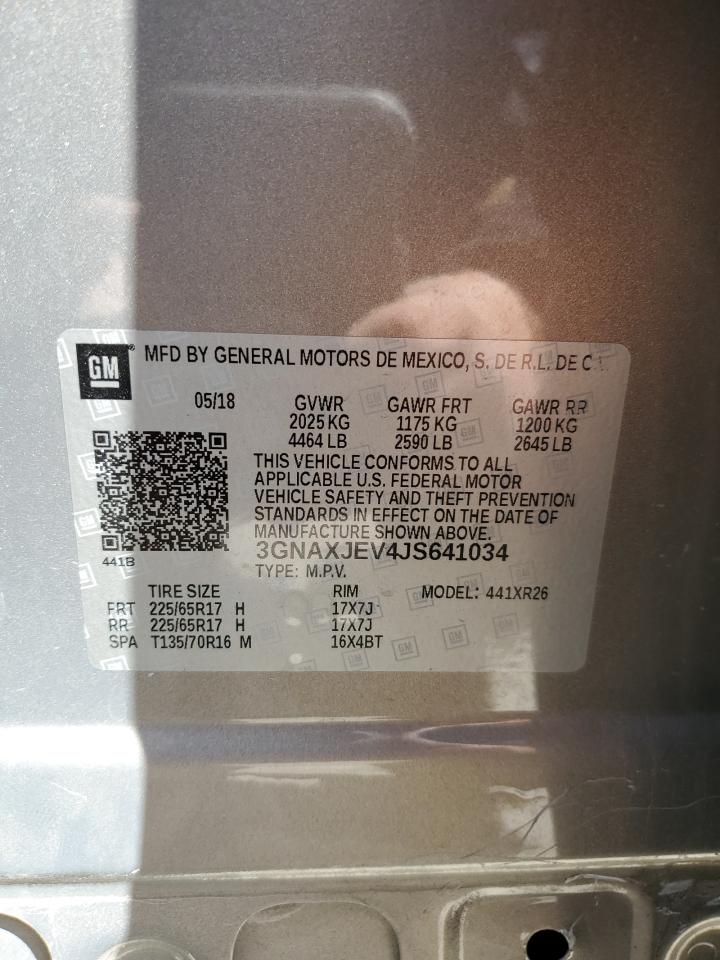 GM
MFD BY GENERAL MOTORS DE MEXICO, S. DE R.L. DE C
05/18 GVWR GAWR FRT GAWR RR
2025 KG 1175 KG 1200 KG
4464 LB 2590 LB 2645 LB
THIS VEHICLE CONFORMS TO ALL
APPLICABLE U.S. FEDERAL MOTOR
VEHICLE SAFETY AND THEFT PREVENTION
STANDARDS IN EFFECT ON THE DATE OF
MANUFACTURE SHOWN ABOVE.
3GNAXJEV4JS641034
441B
TYPE: M.P.V.
TIRE SIZE RIM MODEL: 441XR26
FRT 225/65R17 H 17X7J
RR 225/65R17 H 17X7J
SPA T135/70R16 M 16X4BT